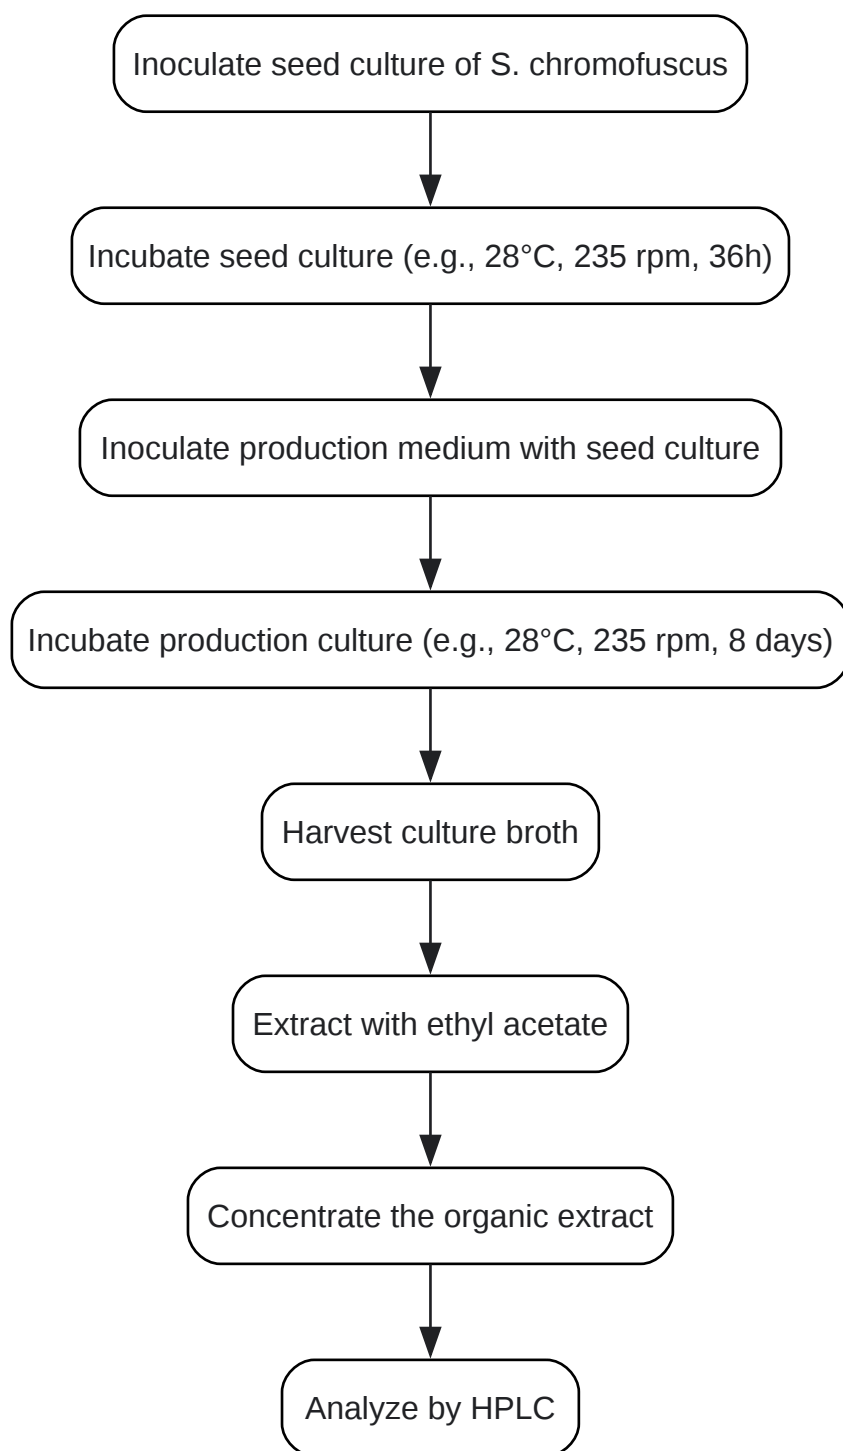 Inoculate seed culture of S. chromofuscus
Incubate seed culture (e.g., 28°C, 235 rpm, 36h)
Inoculate production medium with seed culture
Incubate production culture (e.g., 28°C, 235 rpm, 8 days)
Harvest culture broth
Extract with ethyl acetate
Concentrate the organic extract
Analyze by HPLC